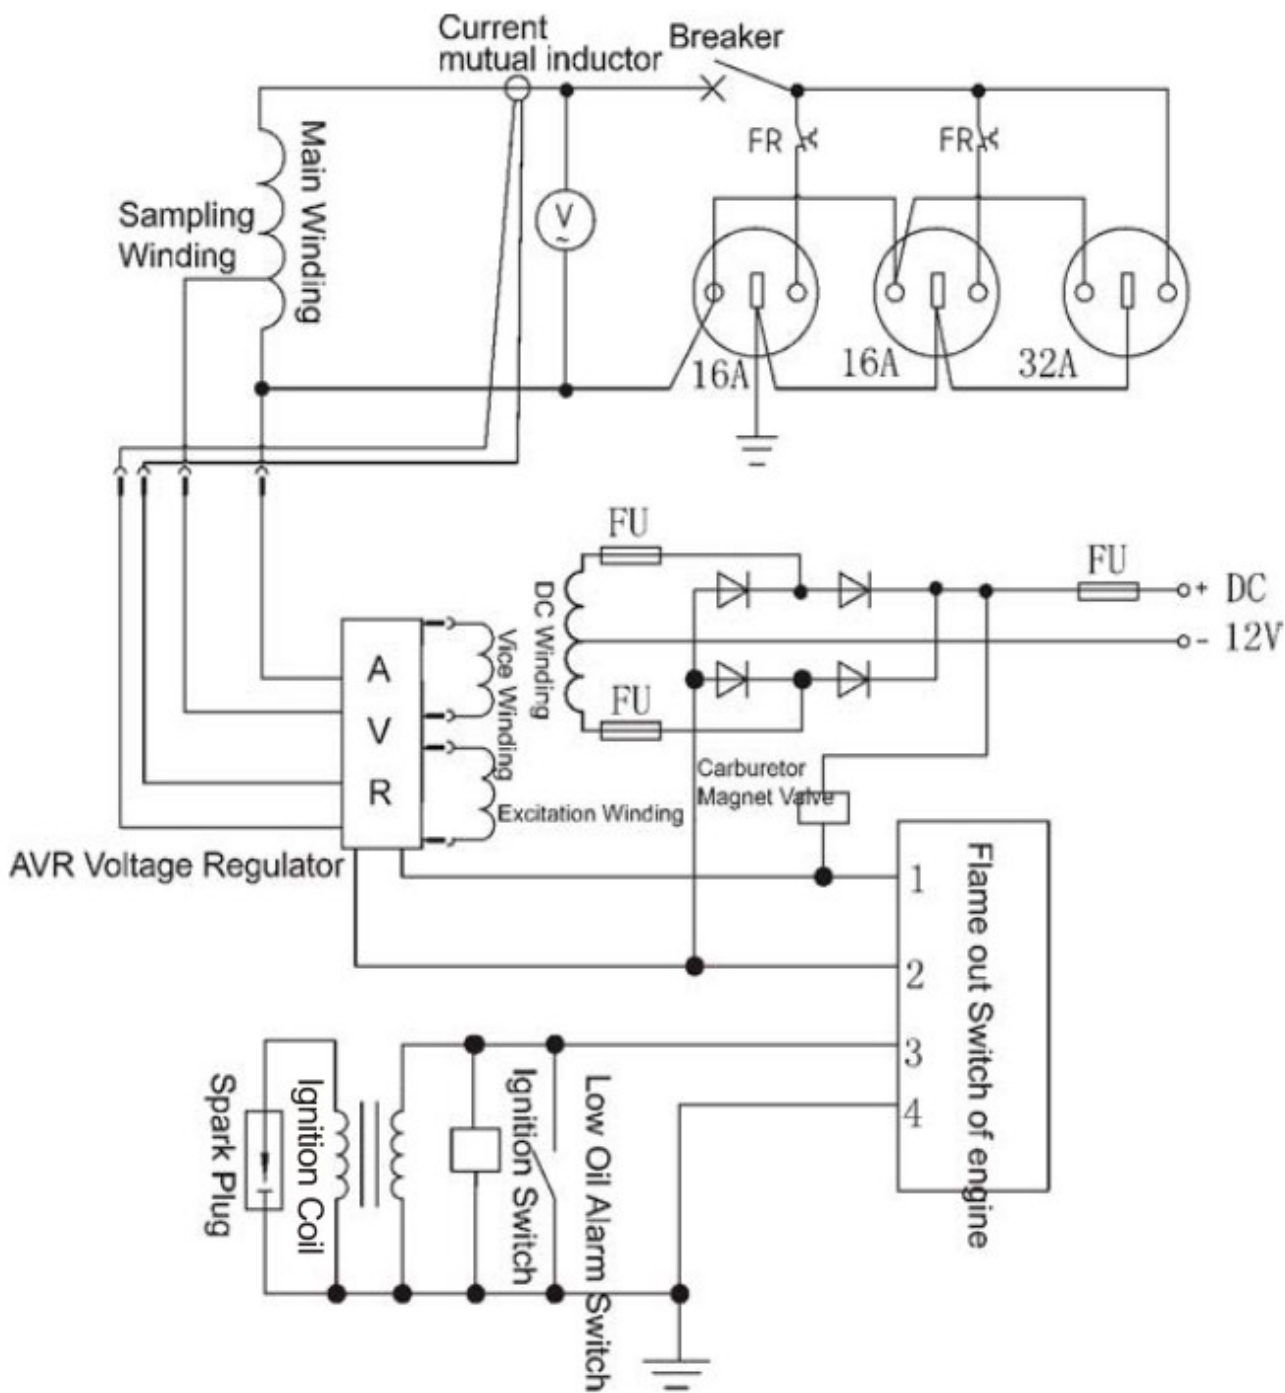 Current
mutual inductor
Breaker
Main Winding
FR
FR
Sampling
Winding
V
~
16A
16A
32A
FU
FU
DC
+
DC Winding
-
12V
Vice Winding
A
V
R
FU
Carburetor
Magnet Valve
Excitation Winding
AVR Voltage Regulator
Flame out Switch of engine
1
2
3
4
Spark Plug
Ignition Coil
Ignition Switch
Low Oil Alarm Switch